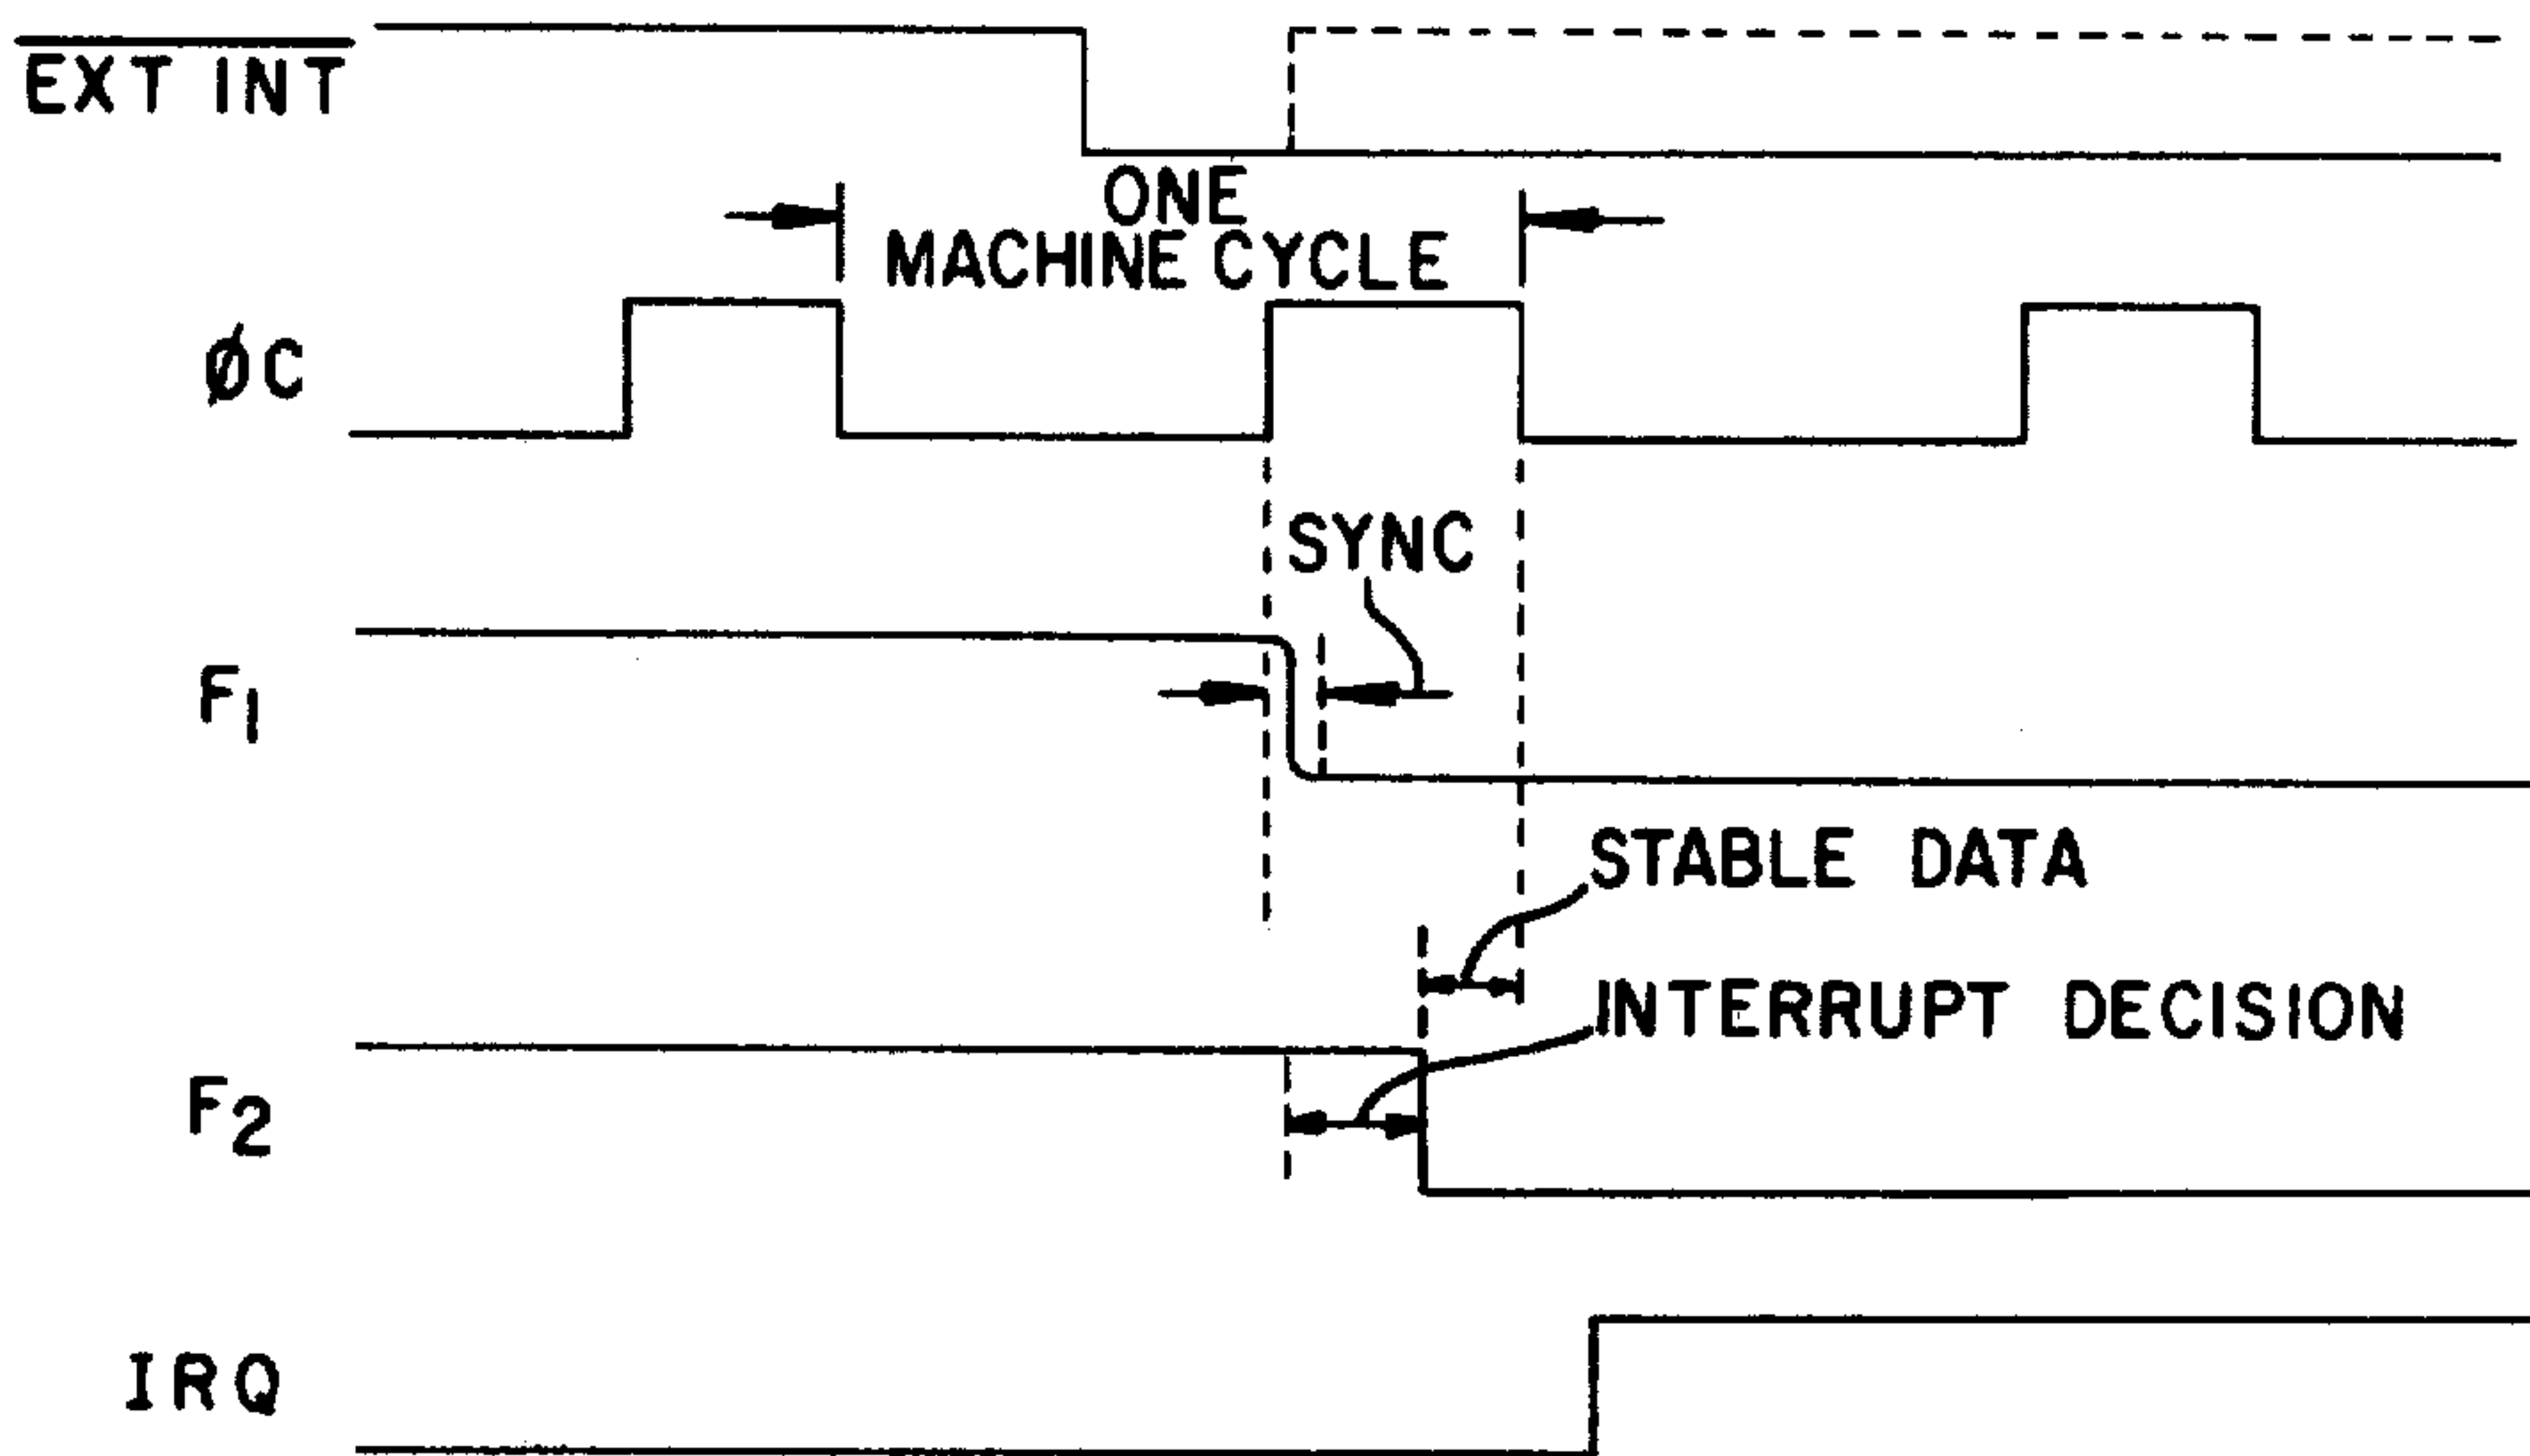 EXT INT
ONE
MACHINE CYCLE
ØC
SYNC
F1
STABLE DATA
INTERRUPT DECISION
F2
IRQ